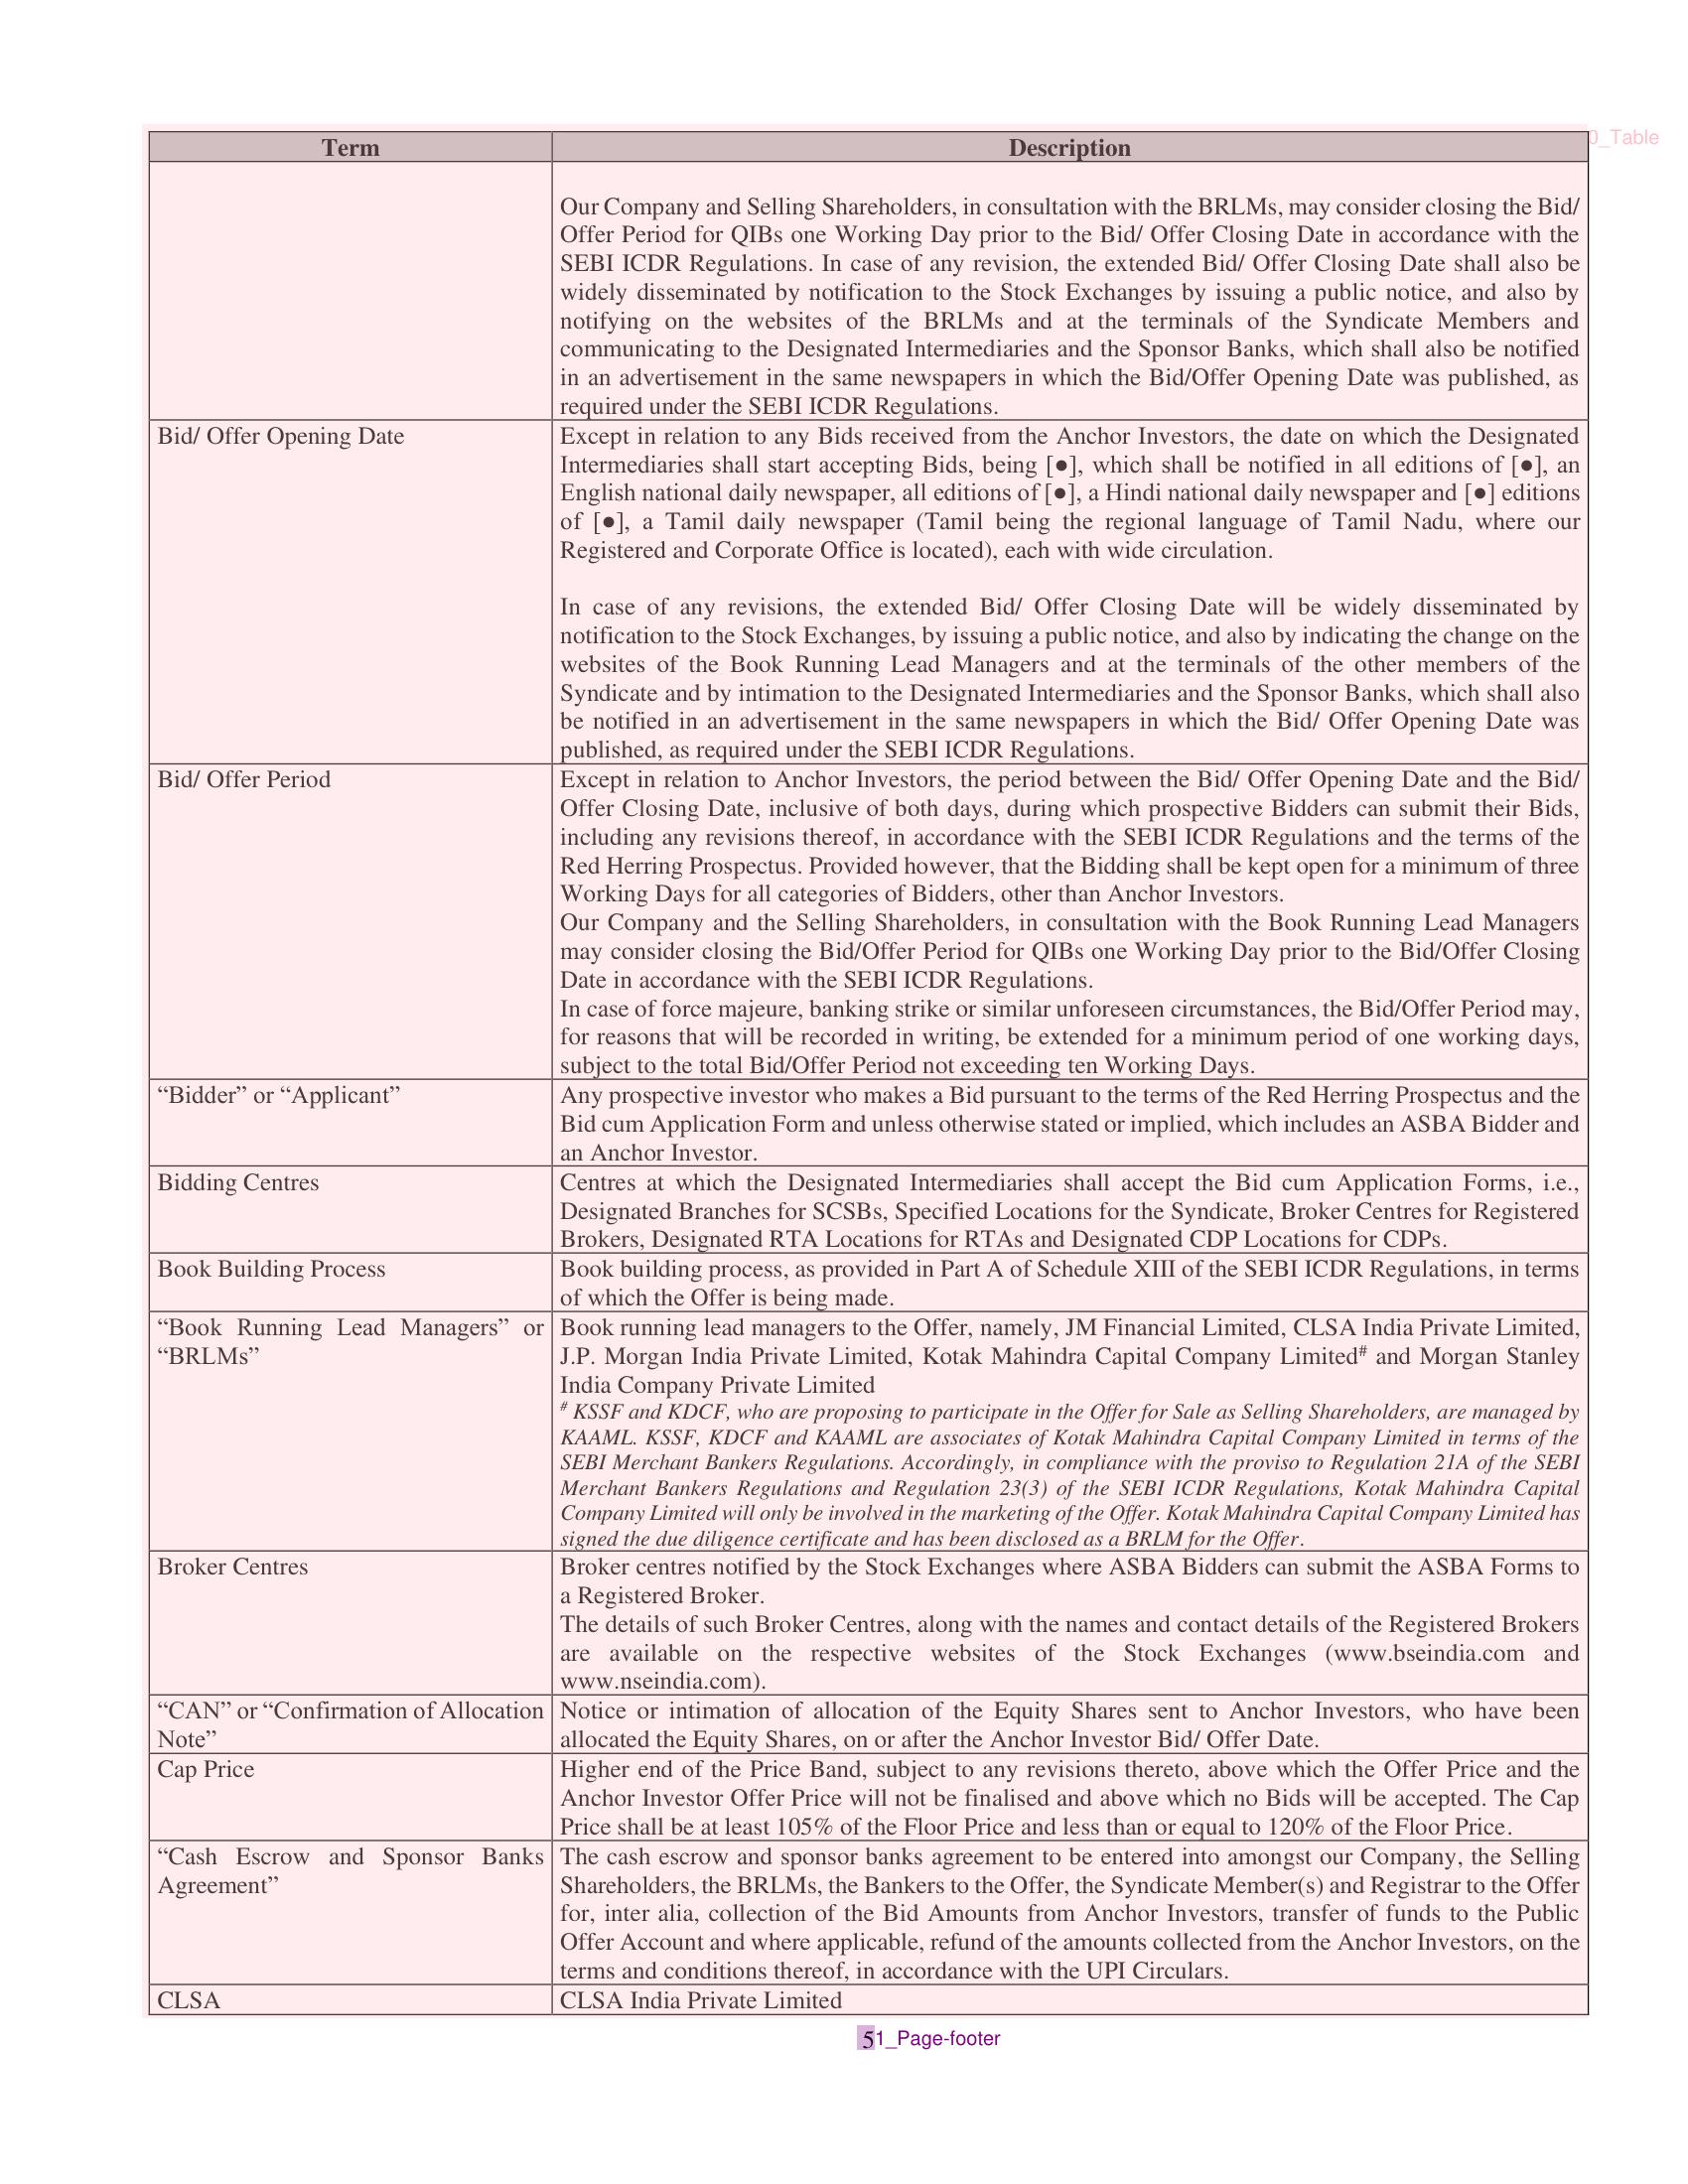 Term Description
0_Table
Our Company and Selling Shareholders, in consultation with the BRLMs, may consider closing the Bid/
Offer Period for QIBs one Working Day prior to the Bid/ Offer Closing Date in accordance with the
SEBI ICDR Regulations. In case of any revision, the extended Bid/ Offer Closing Date shall also be
widely disseminated by notification to the Stock Exchanges by issuing a public notice, and also by
notifying on the websites of the BRLMs and at the terminals of the Syndicate Members and
communicating to the Designated Intermediaries and the Sponsor Banks, which shall also be notified
in an advertisement in the same newspapers in which the Bid/Offer Opening Date was published, as
required under the SEBI ICDR Regulations.
Bid/ Offer Opening Date
Except in relation to any Bids received from the Anchor Investors, the date on which the Designated
Intermediaries shall start accepting Bids, being [●], which shall be notified in all editions of [●], an
English national daily newspaper, all editions of [●], a Hindi national daily newspaper and [●] editions
of [●], a Tamil daily newspaper (Tamil being the regional language of Tamil Nadu, where our
Registered and Corporate Office is located), each with wide circulation.
In case of any revisions, the extended Bid/ Offer Closing Date will be widely disseminated by
notification to the Stock Exchanges, by issuing a public notice, and also by indicating the change on the
websites of the Book Running Lead Managers and at the terminals of the other members of the
Syndicate and by intimation to the Designated Intermediaries and the Sponsor Banks, which shall also
be notified in an advertisement in the same newspapers in which the Bid/ Offer Opening Date was
published, as required under the SEBI ICDR Regulations.
Bid/ Offer Period
Except in relation to Anchor Investors, the period between the Bid/ Offer Opening Date and the Bid/
Offer Closing Date, inclusive of both days, during which prospective Bidders can submit their Bids,
including any revisions thereof, in accordance with the SEBI ICDR Regulations and the terms of the
Red Herring Prospectus. Provided however, that the Bidding shall be kept open for a minimum of three
Working Days for all categories of Bidders, other than Anchor Investors.
Our Company and the Selling Shareholders, in consultation with the Book Running Lead Managers
may consider closing the Bid/Offer Period for QIBs one Working Day prior to the Bid/Offer Closing
Date in accordance with the SEBI ICDR Regulations.
In case of force majeure, banking strike or similar unforeseen circumstances, the Bid/Offer Period may,
for reasons that will be recorded in writing, be extended for a minimum period of one working days,
subject to the total Bid/Offer Period not exceeding ten Working Days.
“Bidder” or “Applicant”
Any prospective investor who makes a Bid pursuant to the terms of the Red Herring Prospectus and the
Bid cum Application Form and unless otherwise stated or implied, which includes an ASBA Bidder and
an Anchor Investor.
Bidding Centres
Centres at which the Designated Intermediaries shall accept the Bid cum Application Forms, i.e.,
Designated Branches for SCSBs, Specified Locations for the Syndicate, Broker Centres for Registered
Brokers, Designated RTA Locations for RTAs and Designated CDP Locations for CDPs.
Book Building Process
Book building process, as provided in Part A of Schedule XIII of the SEBI ICDR Regulations, in terms
of which the Offer is being made.
“Book Running Lead Managers” or
“BRLMs”
Book running lead managers to the Offer, namely, JM Financial Limited, CLSA India Private Limited,
J.P. Morgan India Private Limited, Kotak Mahindra Capital Company Limited# and Morgan Stanley
India Company Private Limited
# KSSF and KDCF, who are proposing to participate in the Offer for Sale as Selling Shareholders, are managed by
KAAML. KSSF, KDCF and KAAML are associates of Kotak Mahindra Capital Company Limited in terms of the
SEBI Merchant Bankers Regulations. Accordingly, in compliance with the proviso to Regulation 21A of the SEBI
Merchant Bankers Regulations and Regulation 23(3) of the SEBI ICDR Regulations, Kotak Mahindra Capital
Company Limited will only be involved in the marketing of the Offer. Kotak Mahindra Capital Company Limited has
signed the due diligence certificate and has been disclosed as a BRLM for the Offer.
Broker Centres
Broker centres notified by the Stock Exchanges where ASBA Bidders can submit the ASBA Forms to
a Registered Broker.
The details of such Broker Centres, along with the names and contact details of the Registered Brokers
are available on the respective websites of the Stock Exchanges (www.bseindia.com and
www.nseindia.com).
“CAN” or “Confirmation of Allocation
Note”
Notice or intimation of allocation of the Equity Shares sent to Anchor Investors, who have been
allocated the Equity Shares, on or after the Anchor Investor Bid/ Offer Date.
Cap Price
Higher end of the Price Band, subject to any revisions thereto, above which the Offer Price and the
Anchor Investor Offer Price will not be finalised and above which no Bids will be accepted. The Cap
Price shall be at least 105% of the Floor Price and less than or equal to 120% of the Floor Price.
“Cash Escrow and Sponsor Banks
Agreement”
The cash escrow and sponsor banks agreement to be entered into amongst our Company, the Selling
Shareholders, the BRLMs, the Bankers to the Offer, the Syndicate Member(s) and Registrar to the Offer
for, inter alia, collection of the Bid Amounts from Anchor Investors, transfer of funds to the Public
Offer Account and where applicable, refund of the amounts collected from the Anchor Investors, on the
terms and conditions thereof, in accordance with the UPI Circulars.
CLSA
CLSA India Private Limited
5 1_Page-footer